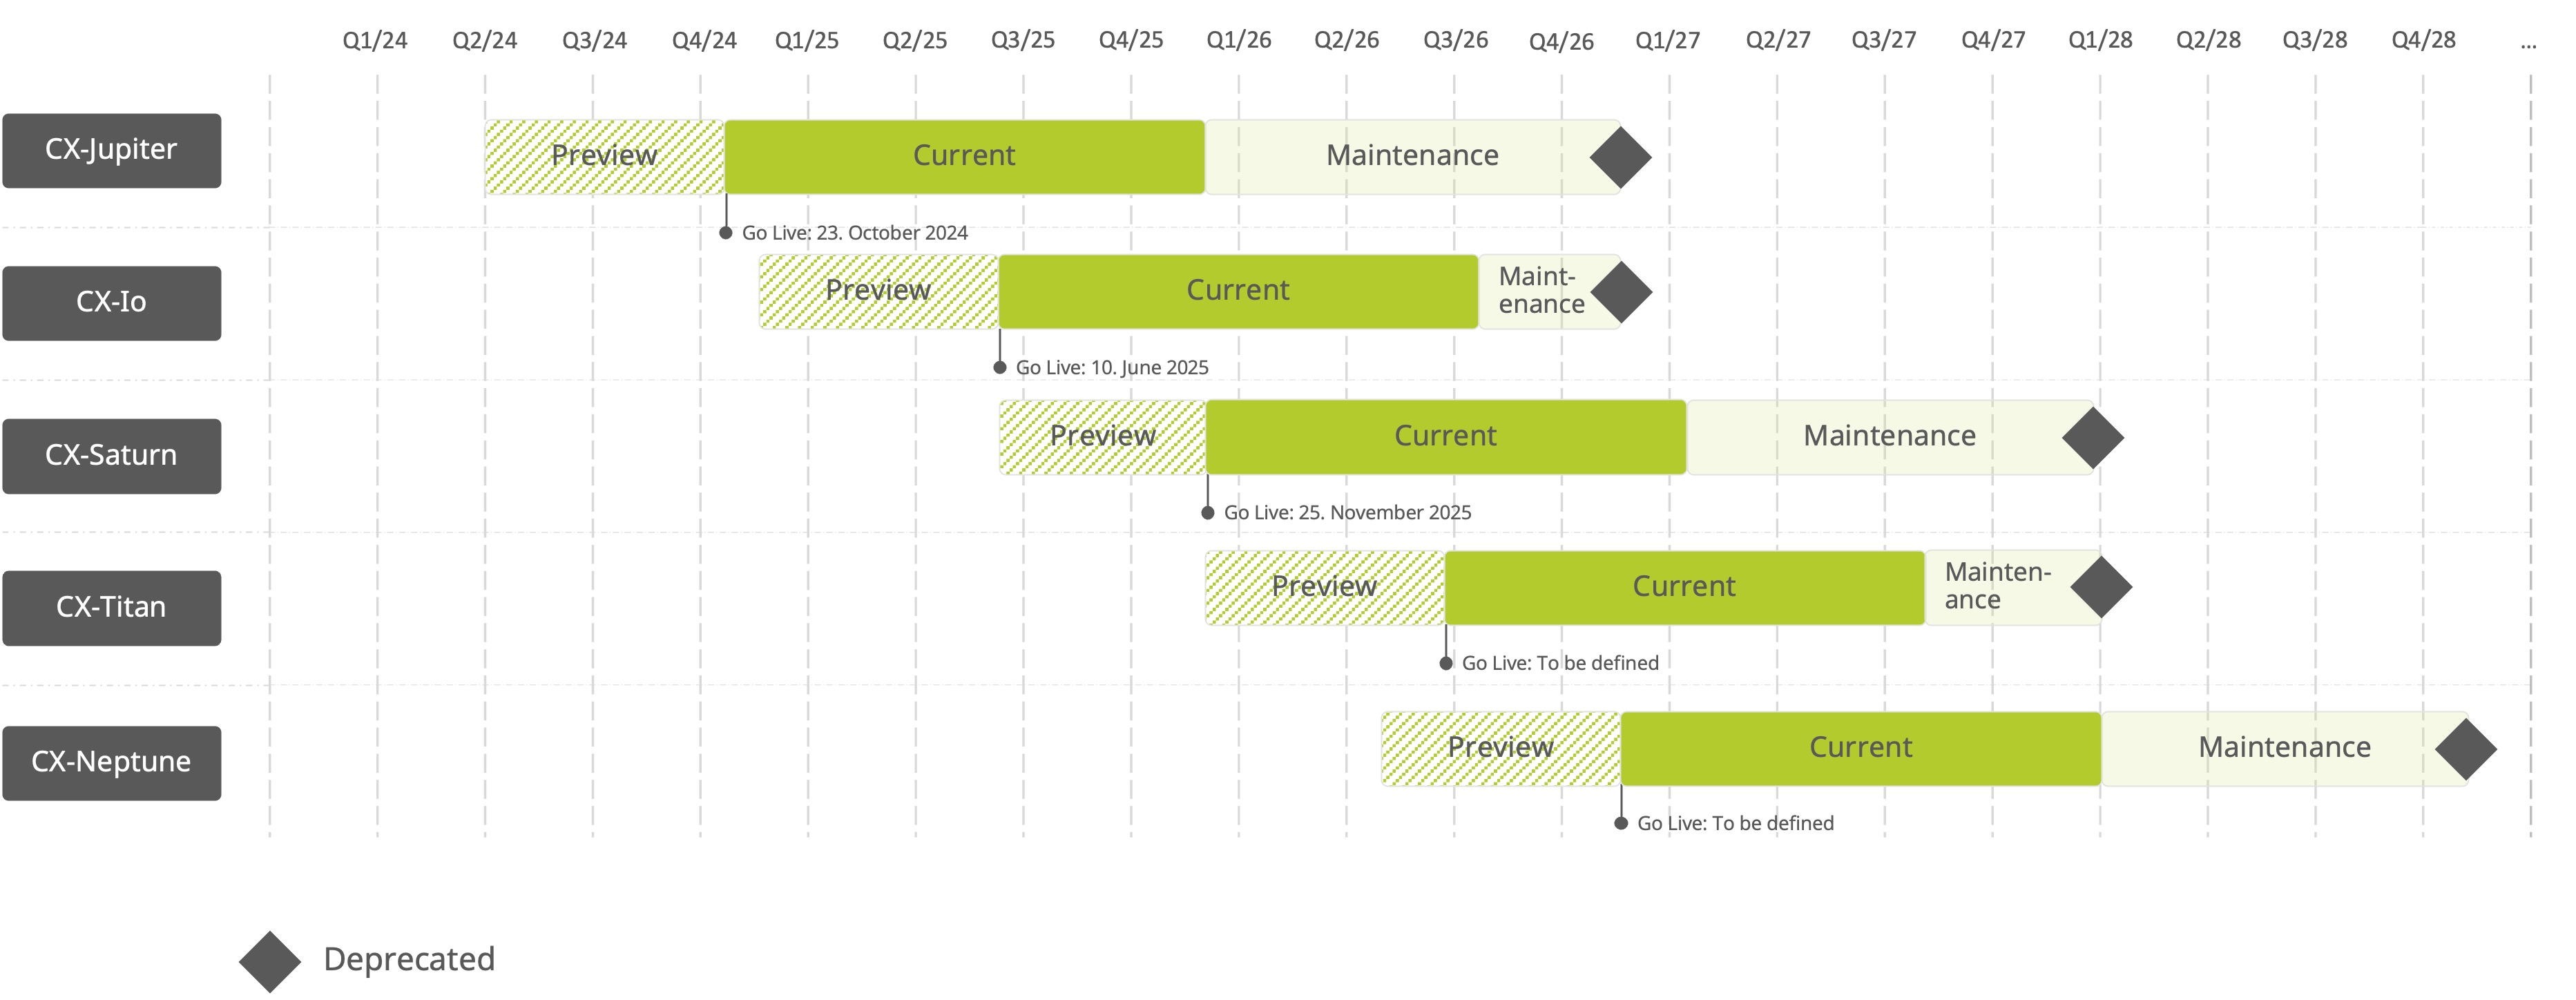 Q1/24 Q2/24 Q3/24 Q4/24 Q1/25 Q2/25 Q3/25 Q4/25 Q1/26 Q2/26 Q3/26 Q4/26 Q1/27 Q2/27 Q3/27 Q4/27 Q1/28 Q2/28 Q3/28 Q4/28 ...
CX-Jupiter
Preview Current Maintenance
Go Live: 23. October 2024
CX-Io
Preview Current Maint-
enance
Go Live: 10. June 2025
CX-Saturn
Preview Current Maintenance
Go Live: 25. November 2025
CX-Titan
Preview Current Mainten-
ance
Go Live: To be defined
CX-Neptune
Preview Current Maintenance
Go Live: To be defined
Deprecated